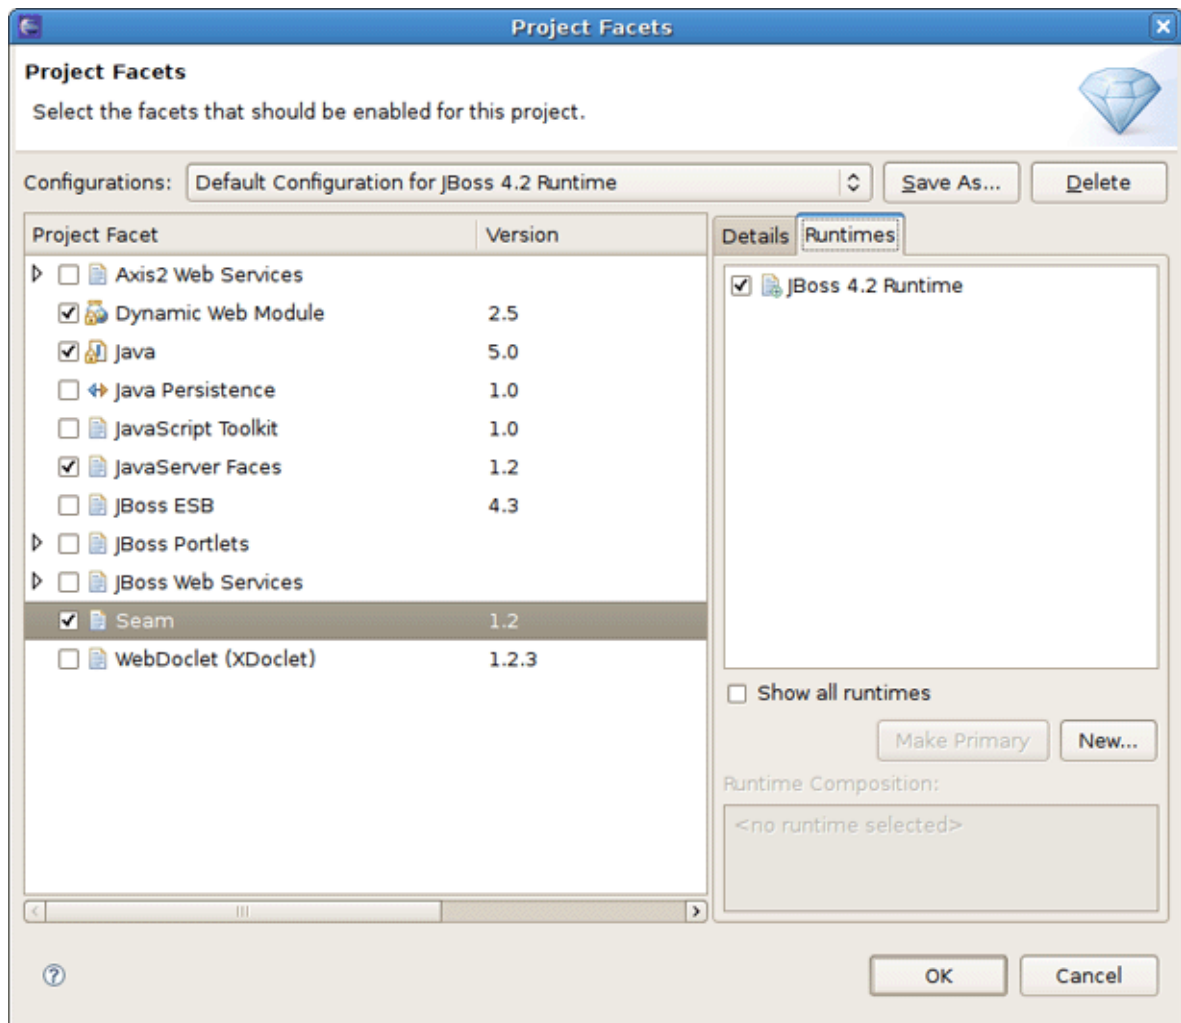 Project Facets
Project Facets
Select the facets that should be enabled for this project.
Configurations: Default Configuration for JBoss 4.2 Runtime Save As... Delete
Project Facet Version
Axis2 Web Services
Dynamic Web Module 2.5
Java 5.0
Java Persistence 1.0
JavaScript Toolkit 1.0
JavaServer Faces 1.2
JBoss ESB 4.3
JBoss Portlets
JBoss Web Services
Seam 1.2
WebDoclet (XDoclet) 1.2.3
Details Runtimes
JBoss 4.2 Runtime
Show all runtimes
Make Primary New...
Runtime Composition:
<no runtime selected>
OK Cancel